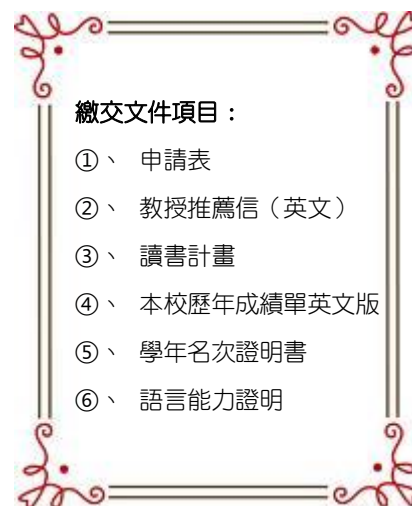 繳交文件項目：
①、 申請表
②、 教授推薦信（英文）
③、 讀書計畫
④、 本校歷年成績單英文版
⑤、 學年名次證明書
⑥、 語言能力證明